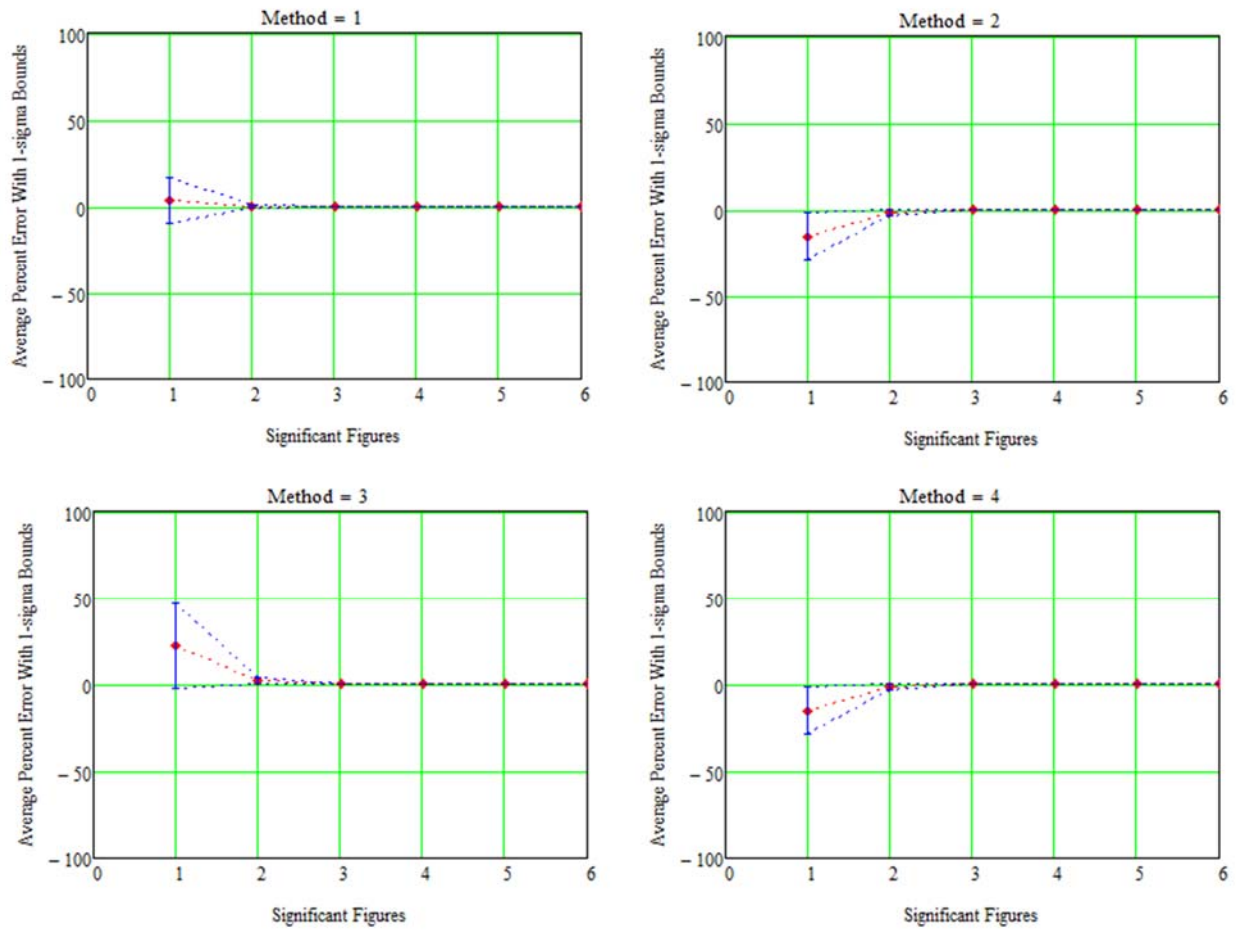 Method = 1
Average Percent Error With 1-sigma Bounds
100
50
0
– 50
– 100
0 1 2 3 4 5 6
Significant Figures
Method = 2
Average Percent Error With 1-sigma Bounds
100
50
0
– 50
– 100
0 1 2 3 4 5 6
Significant Figures
Method = 3
Average Percent Error With 1-sigma Bounds
100
50
0
– 50
– 100
0 1 2 3 4 5 6
Significant Figures
Method = 4
Average Percent Error With 1-sigma Bounds
100
50
0
– 50
– 100
0 1 2 3 4 5 6
Significant Figures